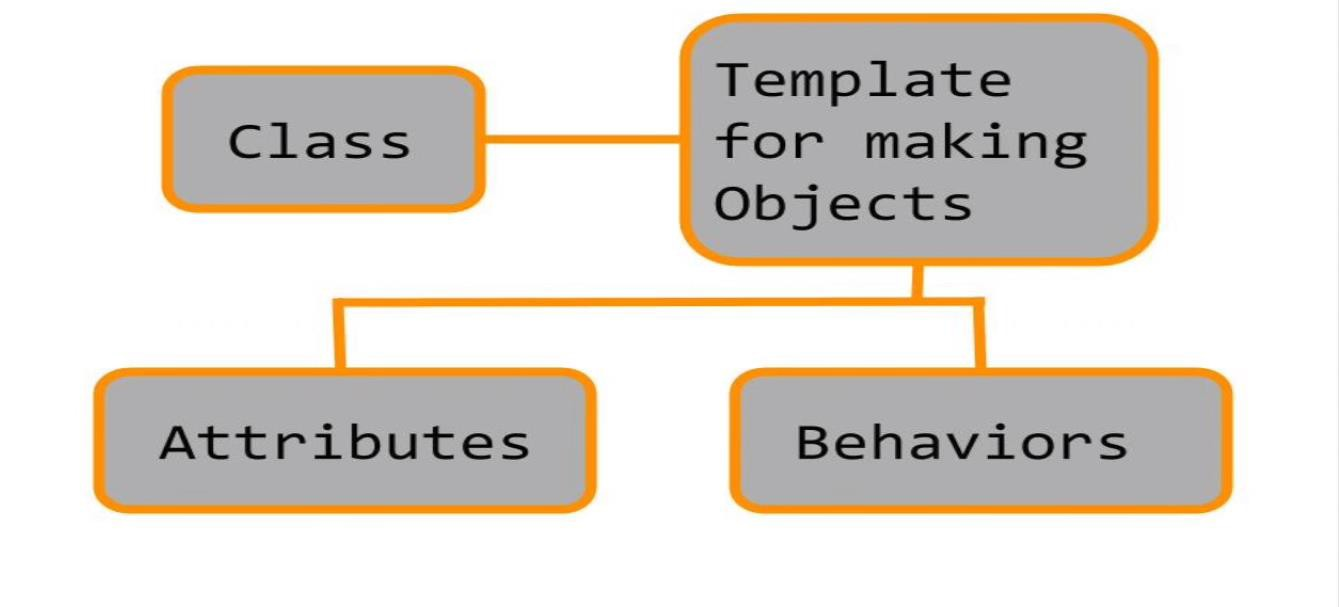 Class
Template
for making
Objects
Attributes
Behaviors